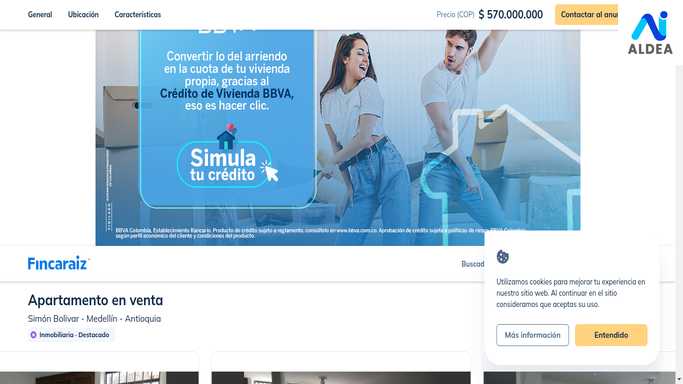 General Ubicación Características Precio (COP) $ 570.000.000 Contactar al anun
ALDEA
Convertir lo del arriendo
en la cuota de tu vivienda
propia, gracias al
Crédito de Vivienda BBVA,
eso es hacer clic.
Simula
tu crédito
BBVA Colombia, Establecimiento Bancario. Producto de crédito sujeto a reglamento, consúltelo en www.bbva.com.co. Aprobación de crédito sujeta a políticas de riesgo BBVA Colombia,
según perfil económico del cliente y condiciones del producto.
Fincaraiz
Buscad
Apartamento en venta
Simón Bolivar - Medellín - Antioquia
Inmobiliaria - Destacado
Utilizamos cookies para mejorar tu experiencia en
nuestro sitio web. Al continuar en el sitio
consideramos que aceptas su uso.
Más información Entendido